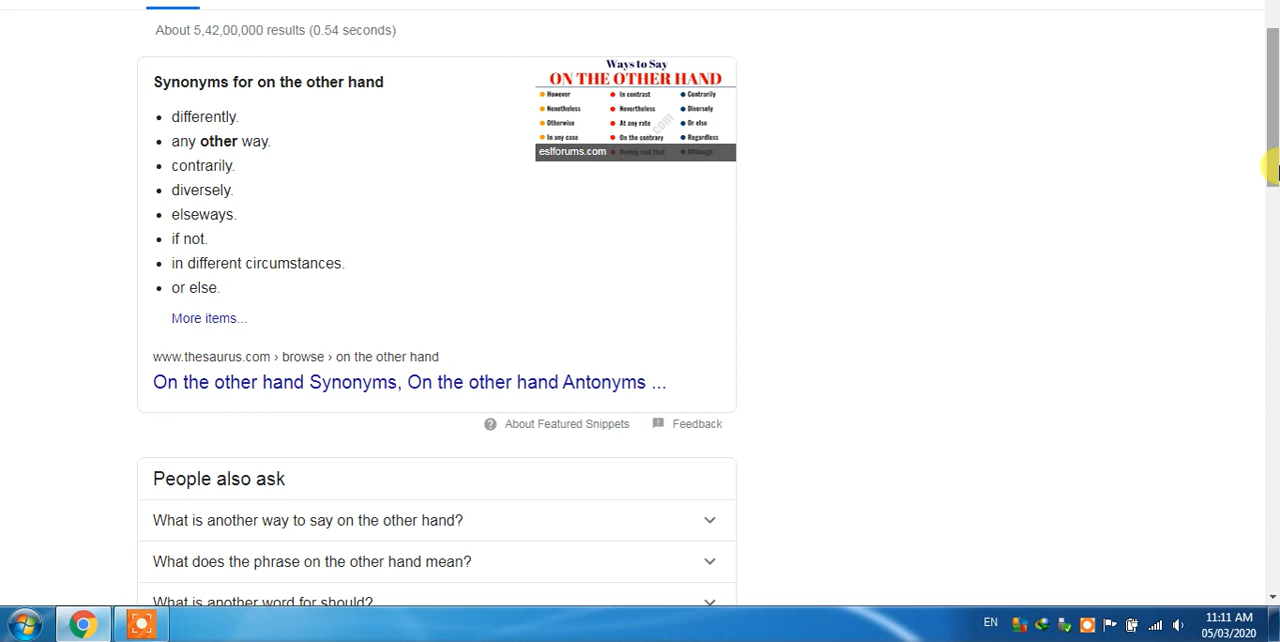 About 5,42,00,000 results (0.54 seconds)
Synonyms for on the other hand
• differently.
• any other way.
• contrarily.
• diversely.
• elseways.
• if not.
• in different circumstances.
• or else.
More items...
Ways to Say
ON THE OTHER HAND
However In contrast Contrarily
Nonetheless Nevertheless Diversely
Otherwise At any rate Or else
In any case On the contrary Regardless
Having said that Although
eslforums.com
www.thesaurus.com › browse › on the other hand
On the other hand Synonyms, On the other hand Antonyms ...
About Featured Snippets Feedback
People also ask
What is another way to say on the other hand?
What does the phrase on the other hand mean?
What is another word for should?
EN
11:11 AM
05/03/2020